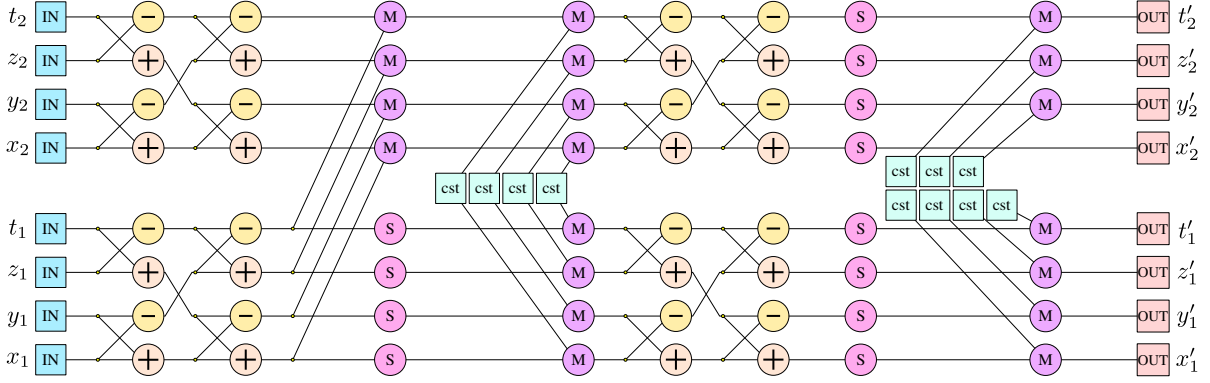 t₂ IN − − M M − − S M OUT t′₂
z₂ IN + + M M + + S M OUT z′₂
y₂ IN − − M M − − S M OUT y′₂
x₂ IN + + M M + + S OUT x′₂
cst cst cst
cst cst cst cst
cst cst cst cst
t₁ IN − − S M − − S M OUT t′₁
z₁ IN + + S M + + S M OUT z′₁
y₁ IN − − S M − − S M OUT y′₁
x₁ IN + + S M + + S M OUT x′₁